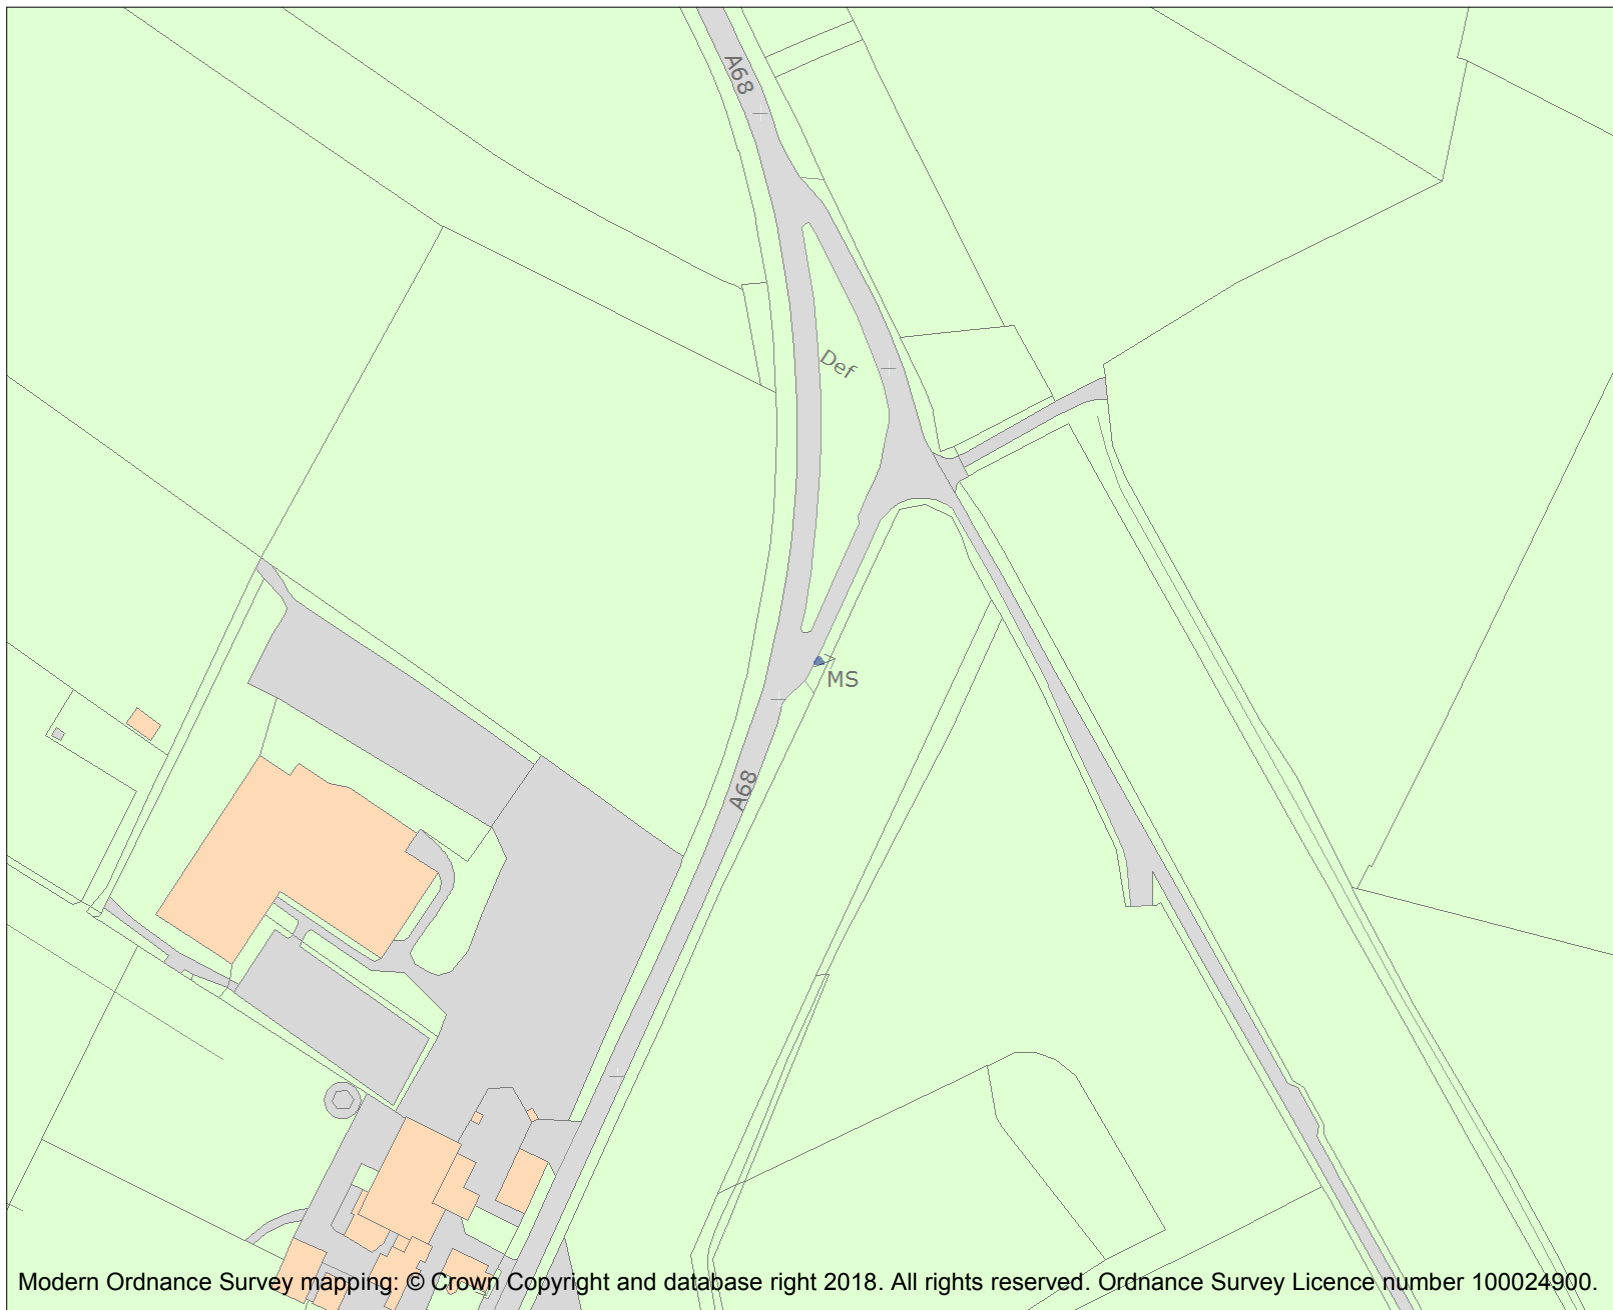 A68
Def
MS
A68
Modern Ordnance Survey mapping: © Crown Copyright and database right 2018. All rights reserved. Ordnance Survey Licence number 100024900.